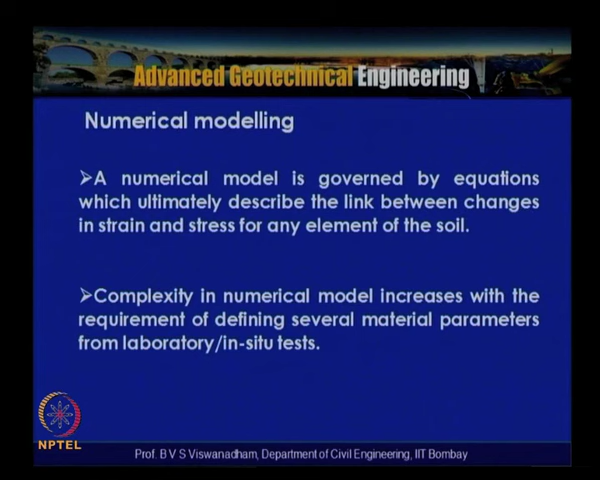 Advanced Geotechnical Engineering
Numerical modelling
➢A numerical model is governed by equations
which ultimately describe the link between changes
in strain and stress for any element of the soil.
➢Complexity in numerical model increases with the
requirement of defining several material parameters
from laboratory/in-situ tests.
NPTEL
Prof. B V S Viswanadham, Department of Civil Engineering, IIT Bombay